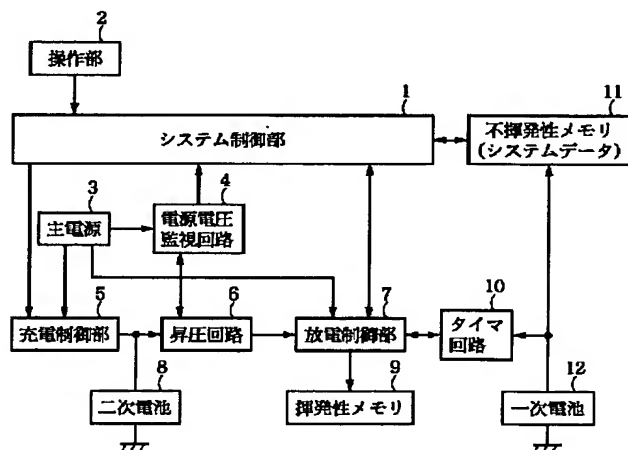 2
操作部
1
システム制御部
11
不揮発性メモリ
(システムデータ)
3
主電源
4
電源電圧
監視回路
5
充電制御部
6
昇圧回路
7
放電制御部
10
タイマ
回路
8
二次電池
9
揮発性メモリ
12
一次電池